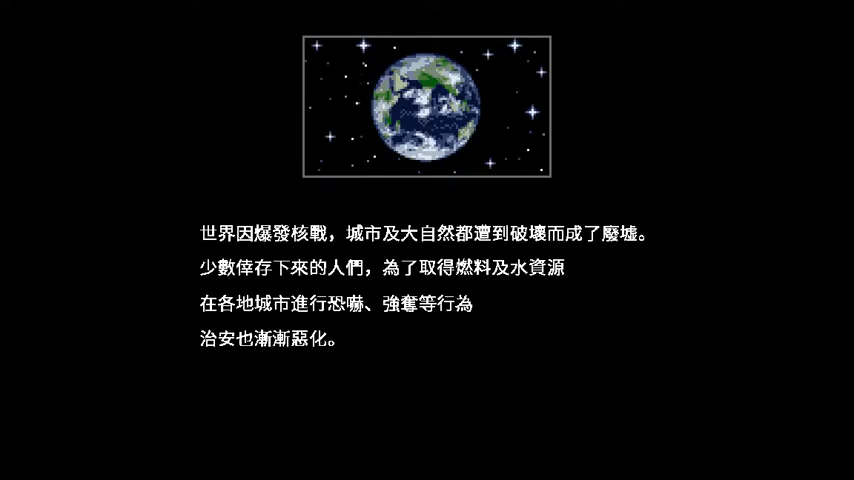 世界因爆發核戰，城市及大自然都遭到破壞而成了廢墟。
少數倖存下來的人們，為了取得燃料及水資源
在各地城市進行恐嚇、強奪等行為
治安也漸漸惡化。